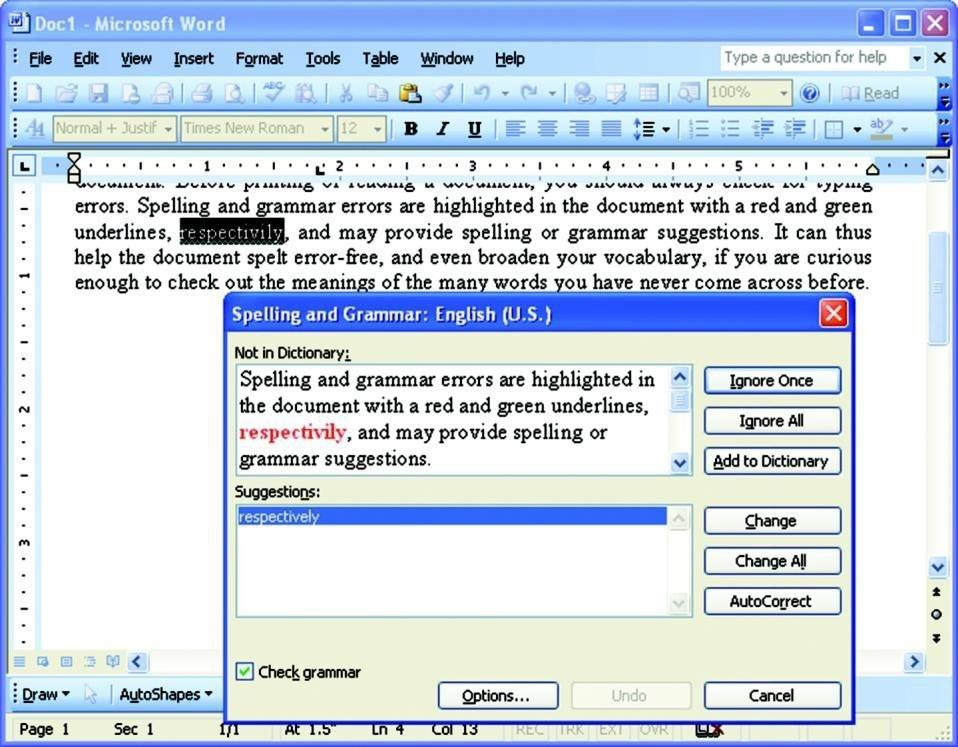 Doc1 - Microsoft Word
File Edit View Insert Format Tools Table Window Help Type a question for help
100% Read
Normal + Justif Times New Roman 12 B I U
1 2 3 4 5
document. Before printing or reading a document, you should always check for typing
errors. Spelling and grammar errors are highlighted in the document with a red and green
underlines, respectivily, and may provide spelling or grammar suggestions. It can thus
help the document spelt error-free, and even broaden your vocabulary, if you are curious
enough to check out the meanings of the many words you have never come across before.
Spelling and Grammar: English (U.S.)
Not in Dictionary:
Spelling and grammar errors are highlighted in
the document with a red and green underlines,
respectivily, and may provide spelling or
grammar suggestions.
Ignore Once
Ignore All
Add to Dictionary
Suggestions:
respectively
Change
Change All
AutoCorrect
Check grammar
Options... Undo Cancel
1
2
3
Draw AutoShapes
Page 1 Sec 1 1/1 At 1.5" Ln 4 Col 13 REC TRK EXT OVR